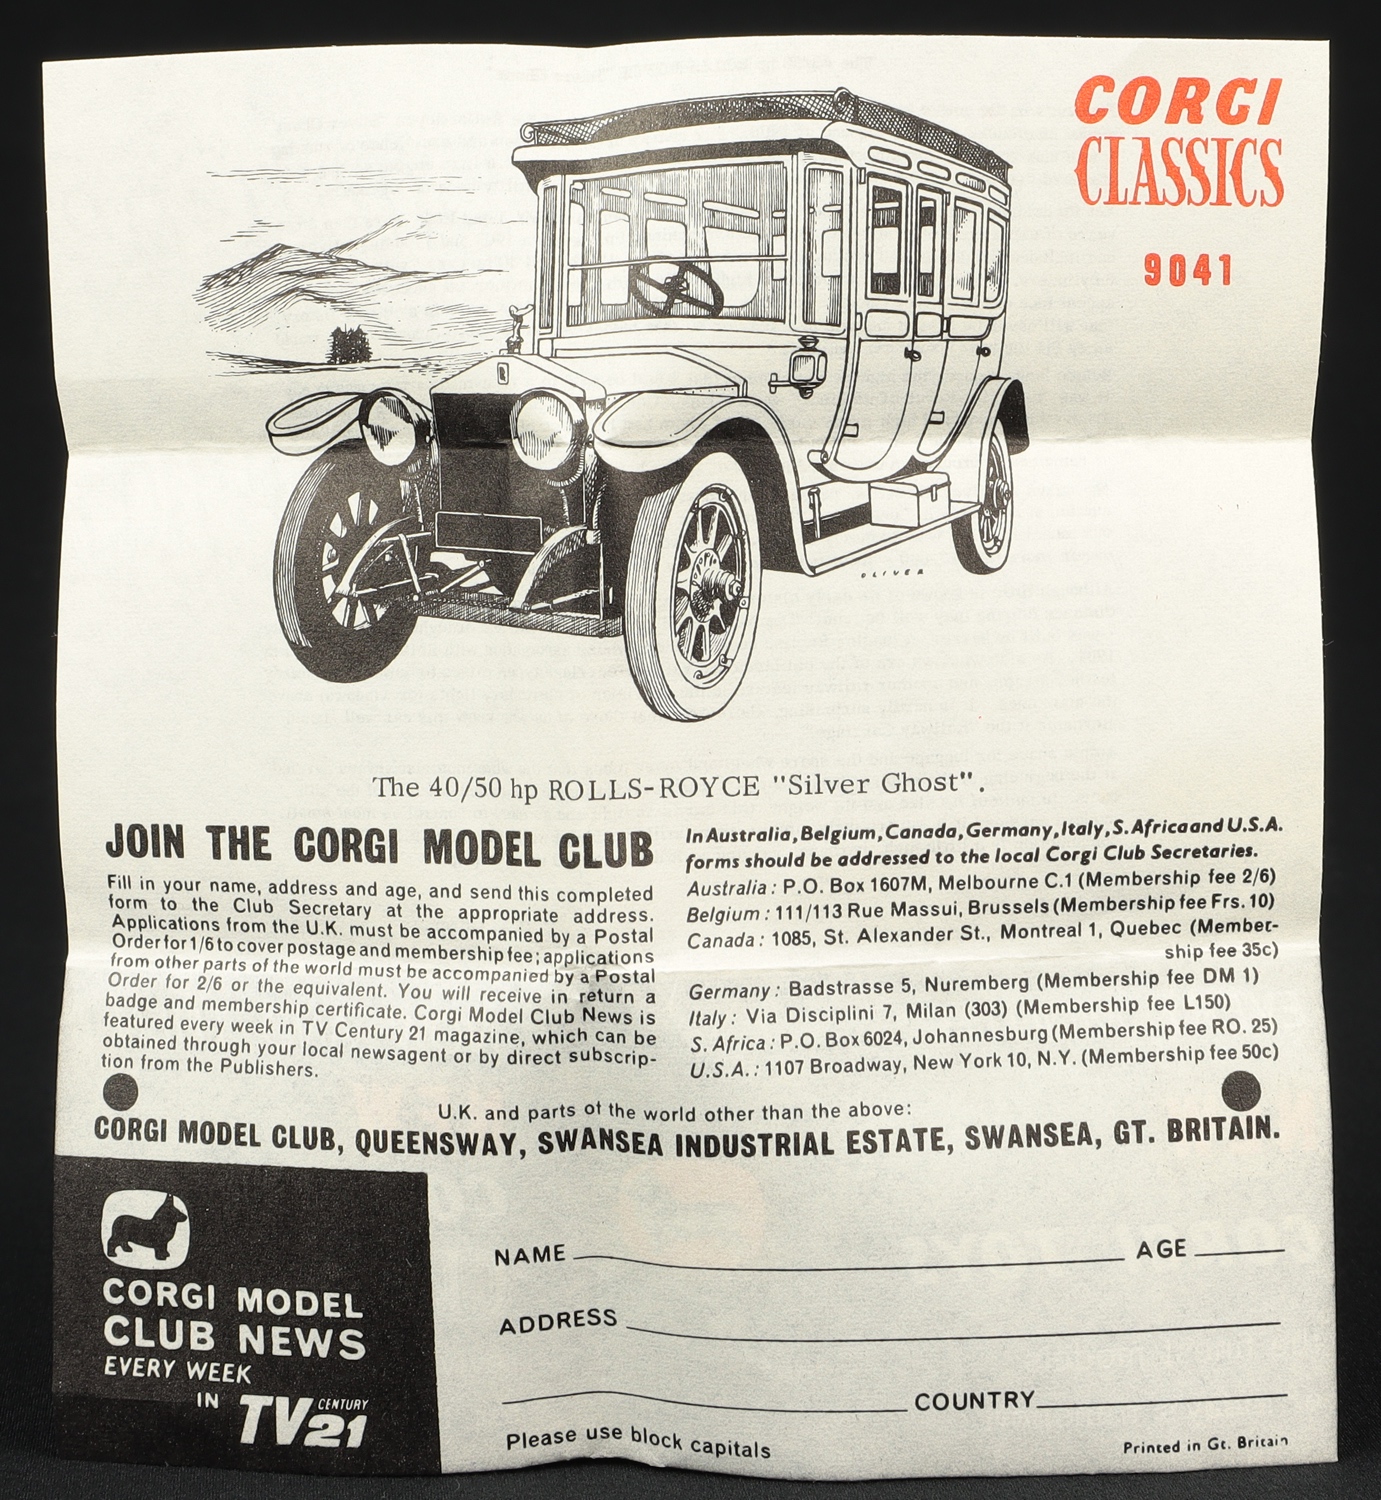 CORGI
CLASSICS
9041
OLIVER
The 40/50 hp ROLLS-ROYCE "Silver Ghost".
JOIN THE CORGI MODEL CLUB
Fill in your name, address and age, and send this completed
form to the Club Secretary at the appropriate address.
Applications from the U.K. must be accompanied by a Postal
Order for 1/6 to cover postage and membership fee; applications
from other parts of the world must be accompanied by a Postal
Order for 2/6 or the equivalent. You will receive in return a
badge and membership certificate. Corgi Model Club News is
featured every week in TV Century 21 magazine, which can be
obtained through your local newsagent or by direct subscrip-
tion from the Publishers.
In Australia, Belgium, Canada, Germany, Italy, S. Africa and U.S.A.
forms should be addressed to the local Corgi Club Secretaries.
Australia: P.O. Box 1607M, Melbourne C.1 (Membership fee 2/6)
Belgium: 111/113 Rue Massui, Brussels (Membership fee Frs. 10)
Canada: 1085, St. Alexander St., Montreal 1, Quebec (Member-
ship fee 35c)
Germany: Badstrasse 5, Nuremberg (Membership fee DM 1)
Italy: Via Disciplini 7, Milan (303) (Membership fee L150)
S. Africa: P.O. Box 6024, Johannesburg (Membership fee RO. 25)
U.S.A.: 1107 Broadway, New York 10, N.Y. (Membership fee 50c)
U.K. and parts of the world other than the above:
CORGI MODEL CLUB, QUEENSWAY, SWANSEA INDUSTRIAL ESTATE, SWANSEA, GT. BRITAIN.
CORGI MODEL
CLUB NEWS
EVERY WEEK
IN TV CENTURY 21
NAME AGE
ADDRESS
COUNTRY
Please use block capitals
Printed in Gt. Britain